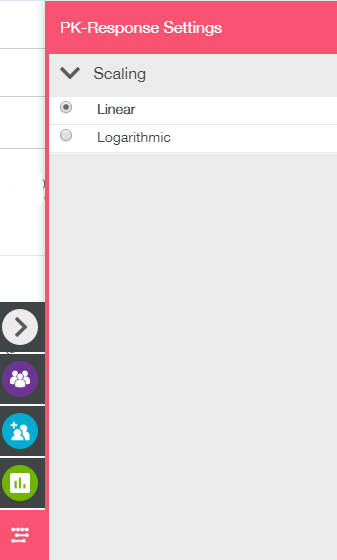 PK-Response Settings
Scaling
Linear
Logarithmic